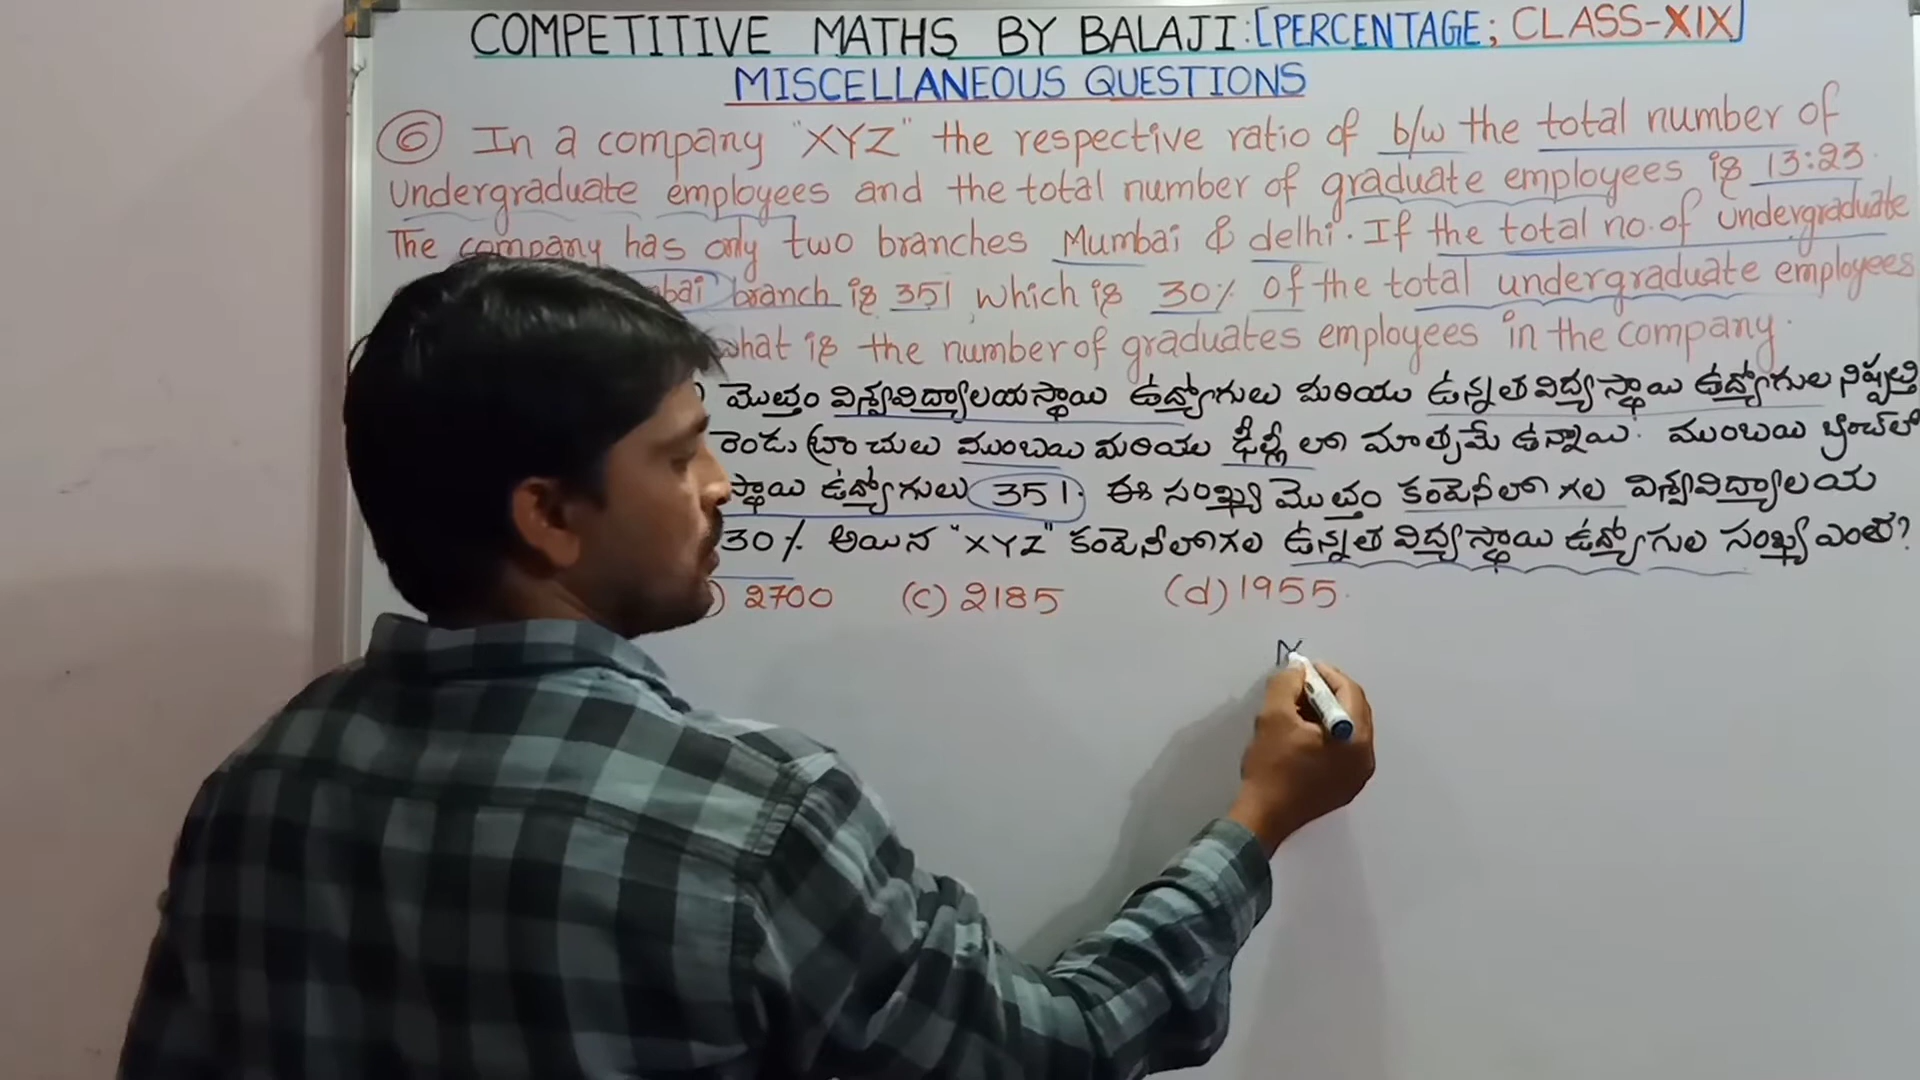 COMPETITIVE MATHS BY BALAJI: [PERCENTAGE; CLASS-XIX]
MISCELLANEOUS QUESTIONS
⑥ In a company "XYZ" the respective ratio of b/w the total number of
undergraduate employees and the total number of graduate employees is 13:23.
The company has only two branches Mumbai & delhi. If the total no. of undergraduate
branch is 351, which is 30% of the total undergraduate employees
what is the number of graduates employees in the company.
మొత్తం విశ్వవిద్యాలయస్థాయి ఉద్యోగులు మరియు ఉన్నత విద్యస్థాయి ఉద్యోగుల నిష్పత్తి
రెండు బ్రాంచులు ముంబయి మరియు ఢీల్లీ లో మాత్రమే ఉన్నాయి. ముంబయి బ్రాంచ్‌లో
స్థాయి ఉద్యోగులు 351. ఈ సంఖ్య మొత్తం కంపెనీలో గల విశ్వవిద్యాలయ
30% అయిన "XYZ" కంపెనీలోగల ఉన్నత విద్యస్థాయి ఉద్యోగుల సంఖ్య ఎంత?
) 2700 (c) 2185 (d) 1955.